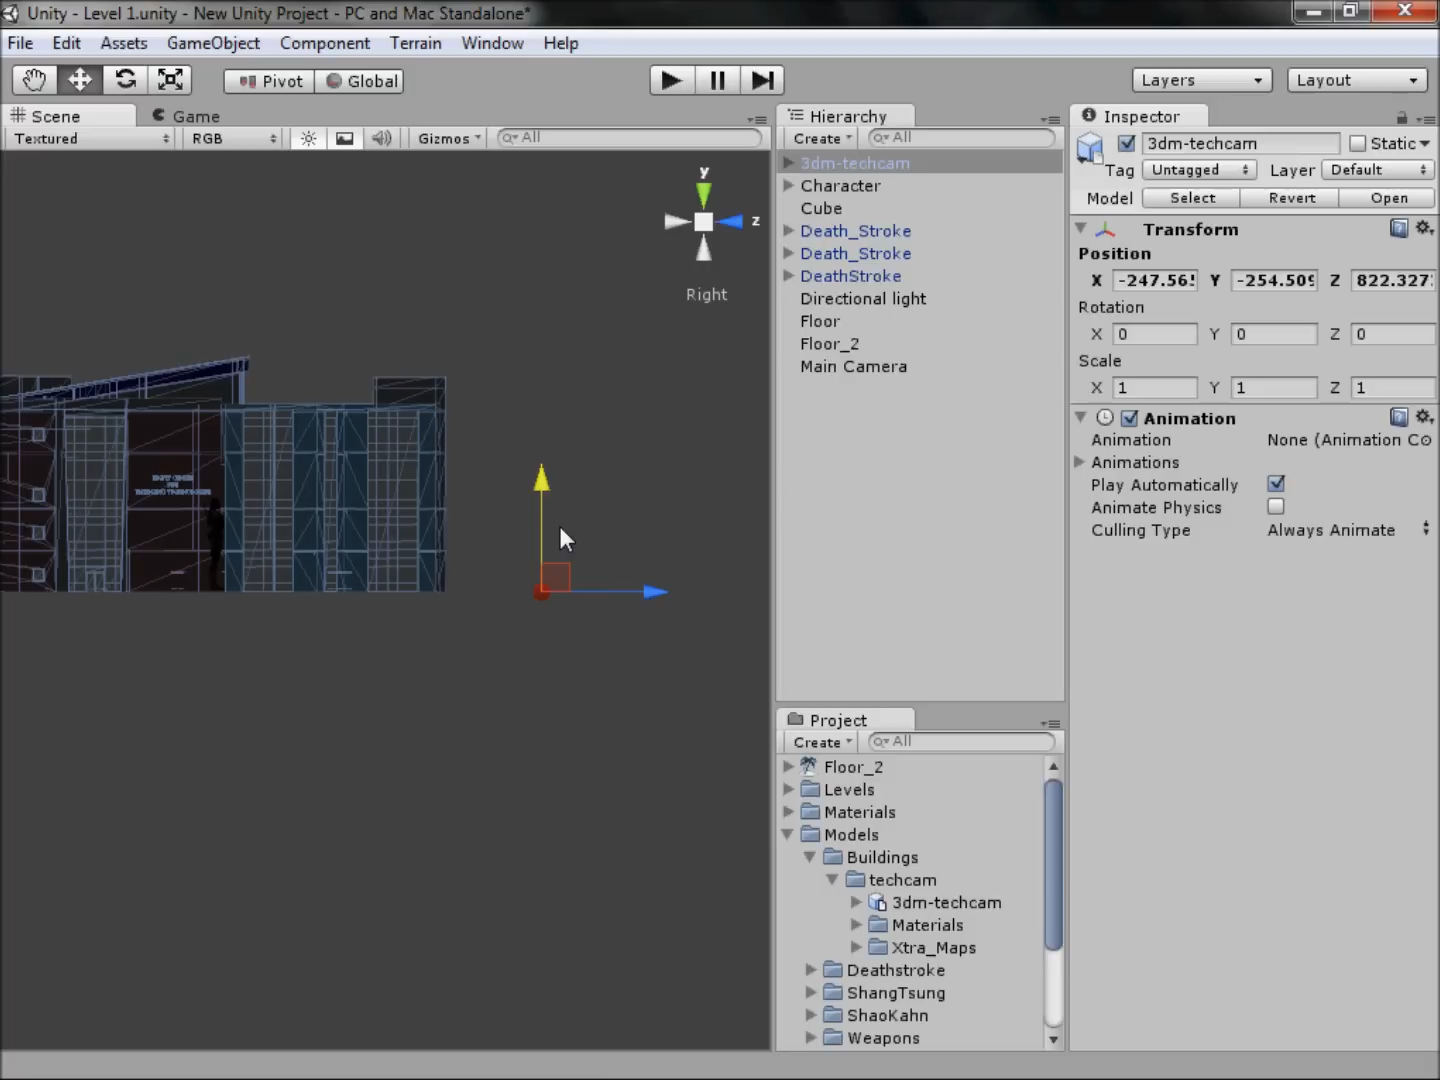 Unity - Level 1.unity - New Unity Project - PC and Mac Standalone*
File Edit Assets GameObject Component Terrain Window Help
Pivot Global Layers Layout
Scene Game
Textured RGB Gizmos All
y
z
Right
Hierarchy
Create All
3dm-techcam
Character
Cube
Death_Stroke
Death_Stroke
DeathStroke
Directional light
Floor
Floor_2
Main Camera
Project
Create All
Floor_2
Levels
Materials
Models
Buildings
techcam
3dm-techcam
Materials
Xtra_Maps
Deathstroke
ShangTsung
ShaoKahn
Weapons
Inspector
3dm-techcam Static
Tag Untagged Layer Default
Model Select Revert Open
Transform
Position
X -247.565 Y -254.509 Z 822.327
Rotation
X 0 Y 0 Z 0
Scale
X 1 Y 1 Z 1
Animation
Animation None (Animation C
Animations
Play Automatically
Animate Physics
Culling Type Always Animate